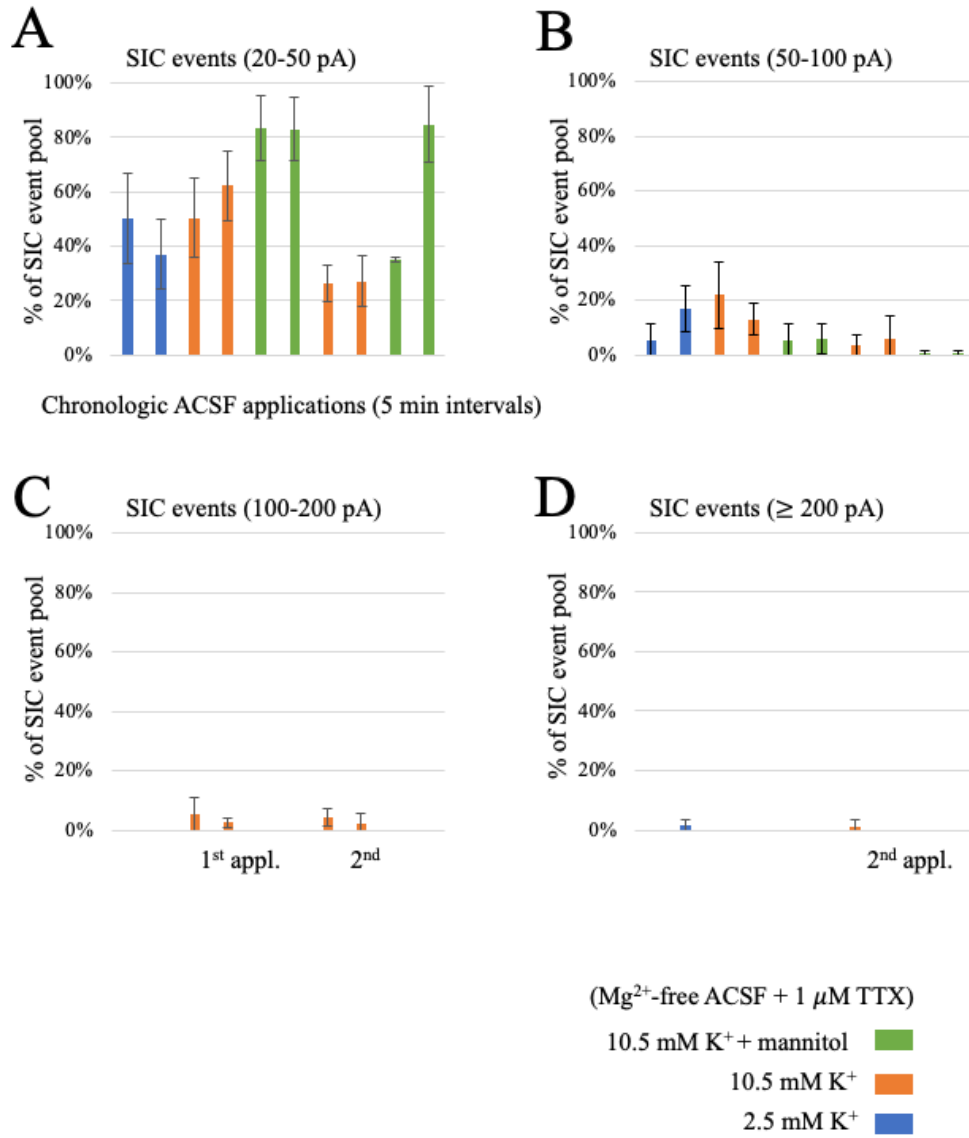 A
SIC events (20-50 pA)
% of SIC event pool
100%
80%
60%
40%
20%
0%
B
SIC events (50-100 pA)
% of SIC event pool
100%
80%
60%
40%
20%
0%
Chronologic ACSF applications (5 min intervals)
C
SIC events (100-200 pA)
% of SIC event pool
100%
80%
60%
40%
20%
0%
1st appl.
2nd
D
SIC events (≥ 200 pA)
% of SIC event pool
100%
80%
60%
40%
20%
0%
2nd appl.
(Mg²⁺-free ACSF + 1 μM TTX)
10.5 mM K⁺ + mannitol
10.5 mM K⁺
2.5 mM K⁺